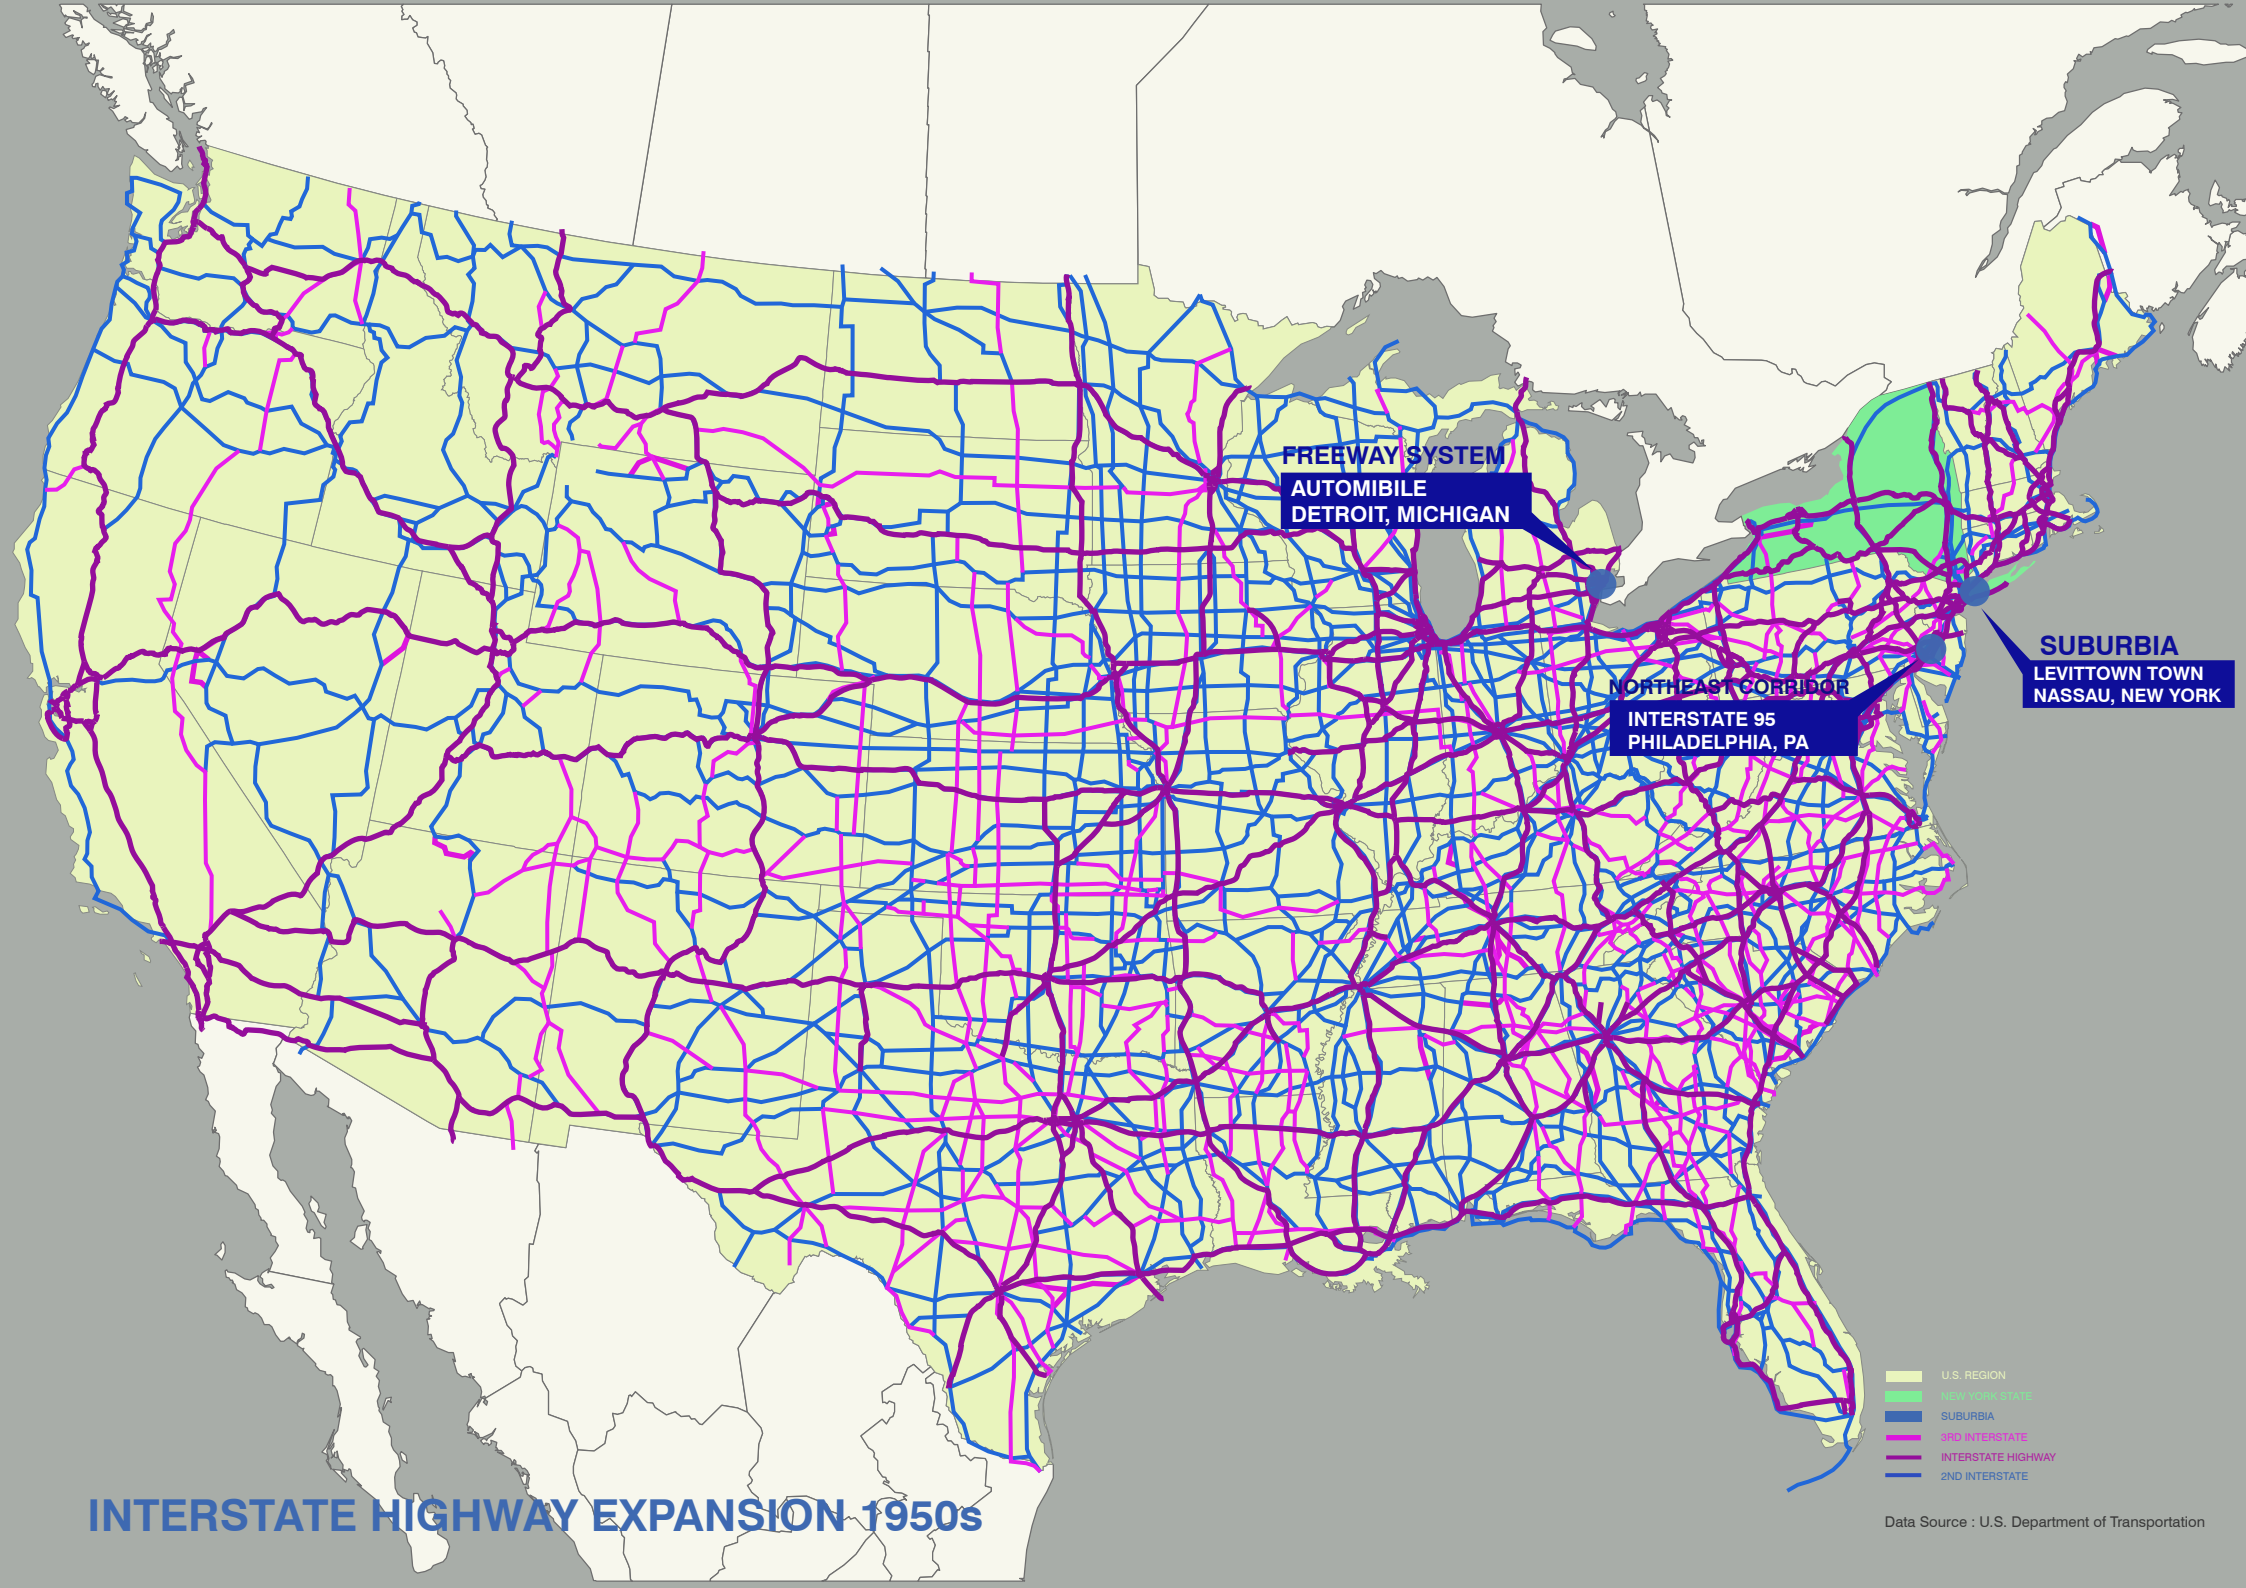 FREEWAY SYSTEM
AUTOMIBILE
DETROIT, MICHIGAN
SUBURBIA
LEVITTOWN TOWN
NASSAU, NEW YORK
NORTHEAST CORRIDOR
INTERSTATE 95
PHILADELPHIA, PA
U.S. REGION
NEW YORK STATE
SUBURBIA
3RD INTERSTATE
INTERSTATE HIGHWAY
2ND INTERSTATE
INTERSTATE HIGHWAY EXPANSION 1950s
Data Source : U.S. Department of Transportation